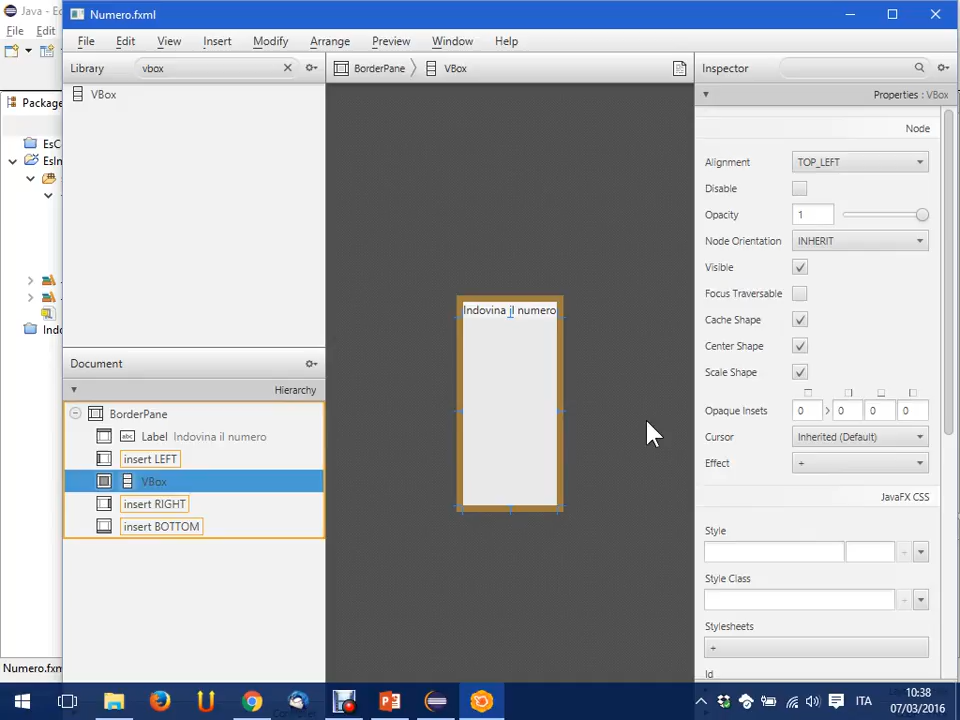 Java - Ec
Numero.fxml
File Edit
File Edit View Insert Modify Arrange Preview Window Help
Library vbox
BorderPane VBox
Inspector
VBox
Package
Properties : VBox
Node
EsC
EsIn
Indo
Alignment TOP_LEFT
Disable
Opacity 1
Node Orientation INHERIT
Visible
Focus Traversable
Cache Shape
Center Shape
Scale Shape
Opaque Insets 0 > 0 0 0
Cursor Inherited (Default)
Effect +
JavaFX CSS
Style
+
Style Class
+
Stylesheets
+
Id
Indovina il numero
Document
Hierarchy
BorderPane
abc Label Indovina il numero
insert LEFT
VBox
insert RIGHT
insert BOTTOM
Numero.fxm
ITA
10:38
07/03/2016